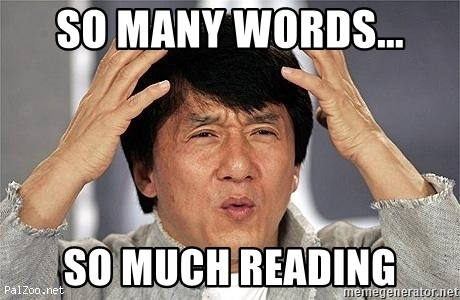 SO MANY WORDS...
SO MUCH READING
PalZoo.net
memegenerator.net